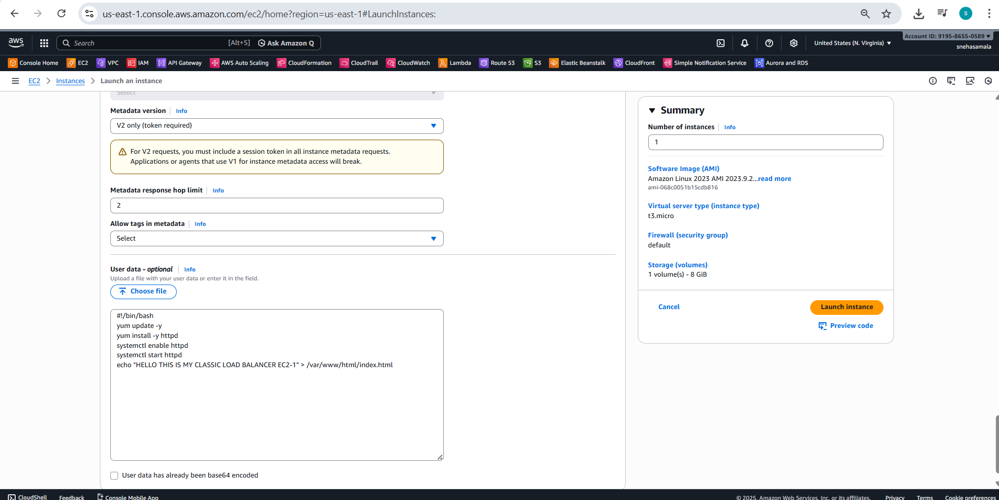 us-east-1.console.aws.amazon.com/ec2/home?region=us-east-1#LaunchInstances:
S
aws
Search
[Alt+S]
Ask Amazon Q
United States (N. Virginia)
Account ID: 9195-8655-0589
snehasamala
Console Home
EC2
VPC
IAM
API Gateway
AWS Auto Scaling
CloudFormation
CloudTrail
CloudWatch
Lambda
Route 53
S3
Elastic Beanstalk
CloudFront
Simple Notification Service
Aurora and RDS
EC2
Instances
Launch an instance
Select
Metadata version
Info
V2 only (token required)
For V2 requests, you must include a session token in all instance metadata requests.
Applications or agents that use V1 for instance metadata access will break.
Metadata response hop limit
Info
2
Allow tags in metadata
Info
Select
User data - optional
Info
Upload a file with your user data or enter it in the field.
Choose file
#!/bin/bash
yum update -y
yum install -y httpd
systemctl enable httpd
systemctl start httpd
echo "HELLO THIS IS MY CLASSIC LOAD BALANCER EC2-1" > /var/www/html/index.html
User data has already been base64 encoded
Summary
Number of instances
Info
1
Software Image (AMI)
Amazon Linux 2023 AMI 2023.9.2...read more
ami-068c0051b15cdb816
Virtual server type (instance type)
t3.micro
Firewall (security group)
default
Storage (volumes)
1 volume(s) - 8 GiB
Cancel
Launch instance
Preview code
CloudShell
Feedback
Console Mobile App
© 2025, Amazon Web Services, Inc. or its affiliates.
Privacy
Terms
Cookie preferences